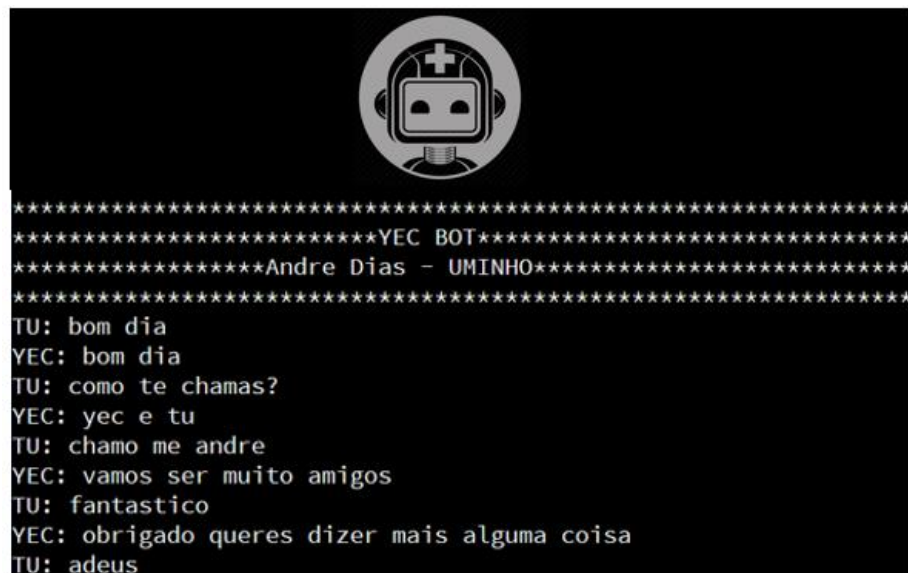 ****************************************************************
**************************YEC BOT*******************************
******************Andre Dias - UMINHO***************************
****************************************************************
TU: bom dia
YEC: bom dia
TU: como te chamas?
YEC: yec e tu
TU: chamo me andre
YEC: vamos ser muito amigos
TU: fantastico
YEC: obrigado queres dizer mais alguma coisa
TU: adeus